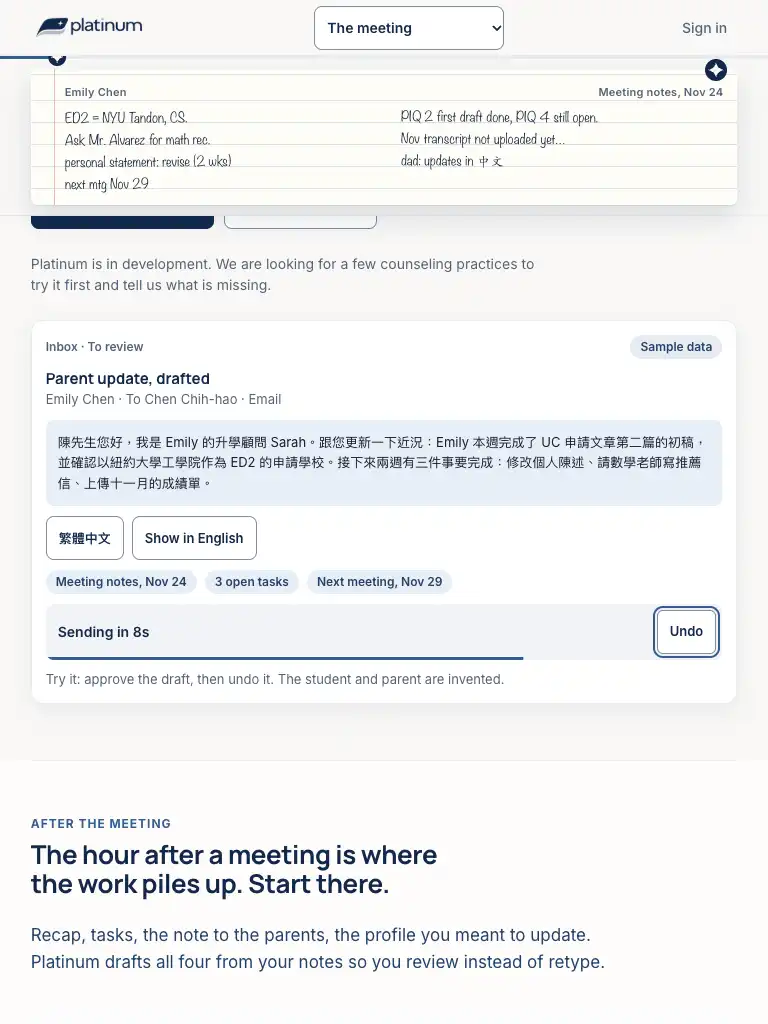 platinum
The meeting
Sign in
Emily Chen
Meeting notes, Nov 24
ED2 = NYU Tandon, CS.
Ask Mr. Alvarez for math rec.
personal statement: revise (2 wks)
next mtg Nov 29
PIQ 2 first draft done, PIQ 4 still open.
Nov transcript not uploaded yet...
dad: updates in 中文
Platinum is in development. We are looking for a few counseling practices to
try it first and tell us what is missing.
Inbox · To review
Sample data
Parent update, drafted
Emily Chen · To Chen Chih-hao · Email
陳先生您好，我是 Emily 的升學顧問 Sarah。跟您更新一下近況：Emily 本週完成了 UC 申請文章第二篇的初稿，
並確認以紐約大學工學院作為 ED2 的申請學校。接下來兩週有三件事要完成：修改個人陳述、請數學老師寫推薦
信、上傳十一月的成績單。
繁體中文
Show in English
Meeting notes, Nov 24
3 open tasks
Next meeting, Nov 29
Sending in 8s
Undo
Try it: approve the draft, then undo it. The student and parent are invented.
AFTER THE MEETING
The hour after a meeting is where
the work piles up. Start there.
Recap, tasks, the note to the parents, the profile you meant to update.
Platinum drafts all four from your notes so you review instead of retype.